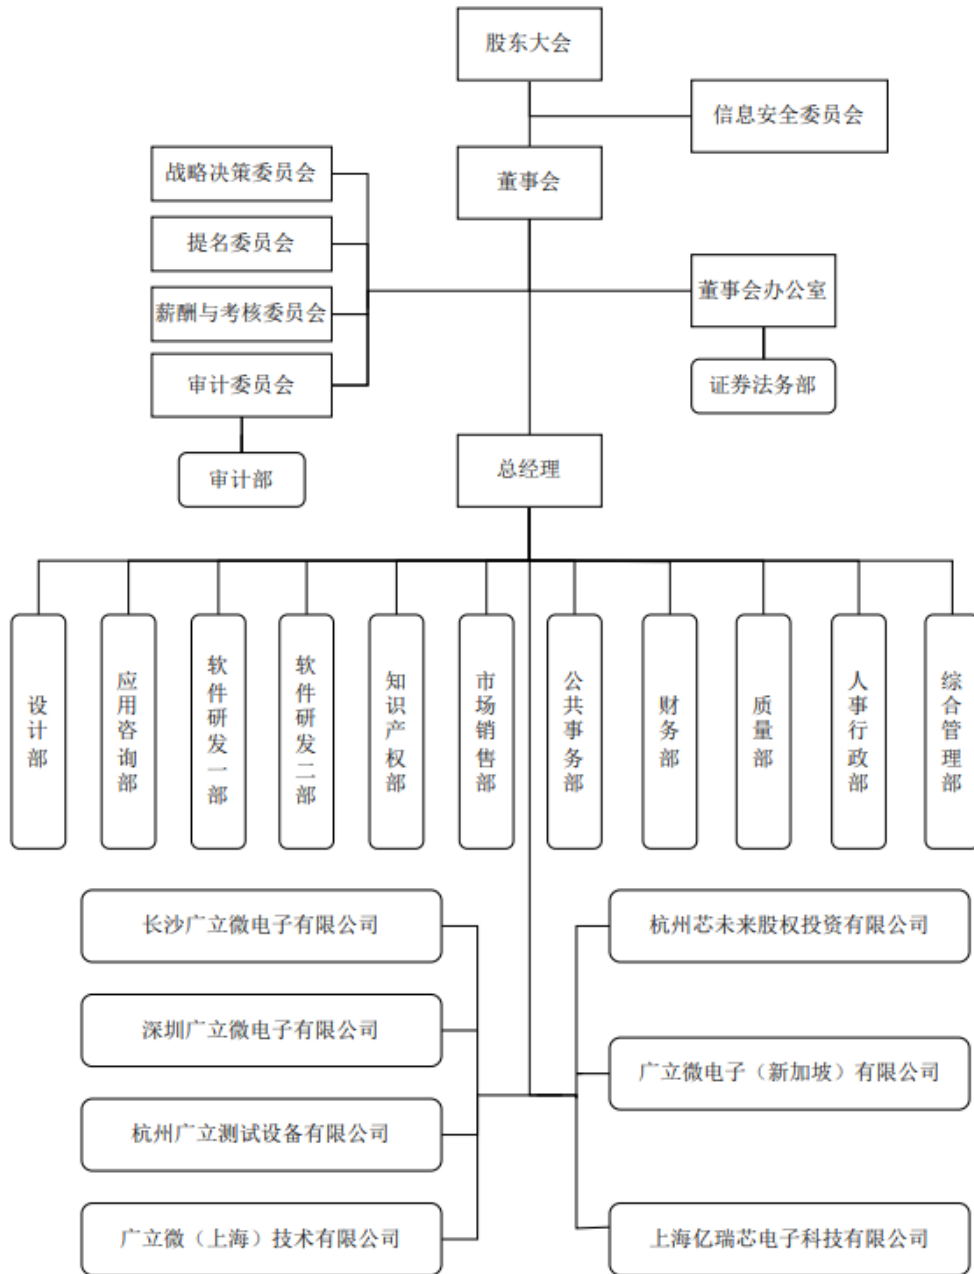 股东大会
信息安全委员会
董事会
战略决策委员会
提名委员会
薪酬与考核委员会
审计委员会
审计部
董事会办公室
证券法务部
总经理
设计部
应用咨询部
软件研发一部
软件研发二部
知识产权部
市场销售部
公共事务部
财务部
质量部
人事行政部
综合管理部
长沙广立微电子有限公司
深圳广立微电子有限公司
杭州广立测试设备有限公司
广立微（上海）技术有限公司
杭州芯未来股权投资有限公司
广立微电子（新加坡）有限公司
上海亿瑞芯电子科技有限公司